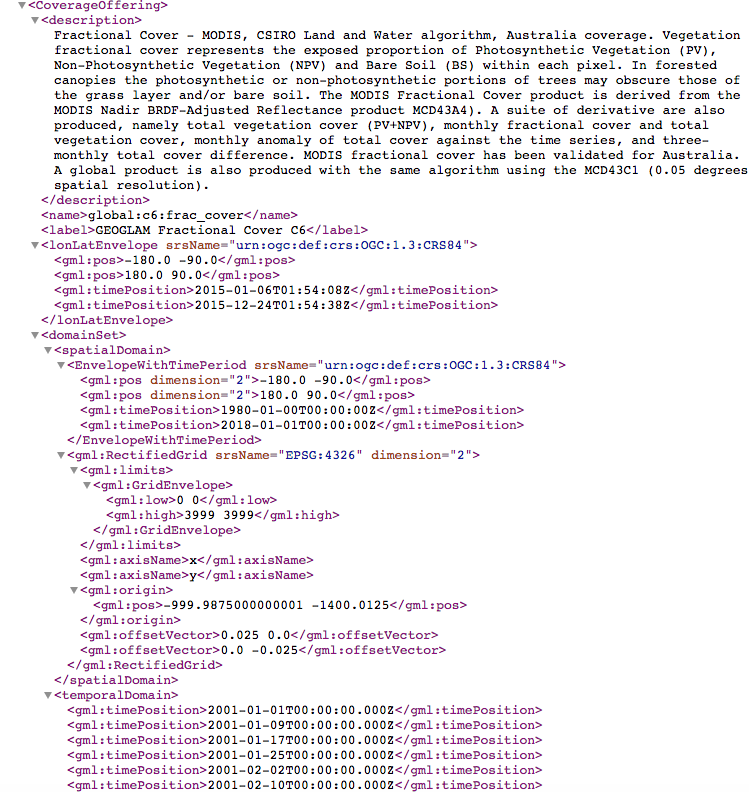 ▼<CoverageOffering>
▼<description>
Fractional Cover - MODIS, CSIRO Land and Water algorithm, Australia coverage. Vegetation
fractional cover represents the exposed proportion of Photosynthetic Vegetation (PV),
Non-Photosynthetic Vegetation (NPV) and Bare Soil (BS) within each pixel. In forested
canopies the photosynthetic or non-photosynthetic portions of trees may obscure those of
the grass layer and/or bare soil. The MODIS Fractional Cover product is derived from the
MODIS Nadir BRDF-Adjusted Reflectance product MCD43A4). A suite of derivative are also
produced, namely total vegetation cover (PV+NPV), monthly fractional cover and total
vegetation cover, monthly anomaly of total cover against the time series, and three-
monthly total cover difference. MODIS fractional cover has been validated for Australia.
A global product is also produced with the same algorithm using the MCD43C1 (0.05 degrees
spatial resolution).
</description>
<name>global:c6:frac_cover</name>
<label>GEOGLAM Fractional Cover C6</label>
▼<lonLatEnvelope srsName="urn:ogc:def:crs:OGC:1.3:CRS84">
<gml:pos>-180.0 -90.0</gml:pos>
<gml:pos>180.0 90.0</gml:pos>
<gml:timePosition>2015-01-06T01:54:08Z</gml:timePosition>
<gml:timePosition>2015-12-24T01:54:38Z</gml:timePosition>
</lonLatEnvelope>
▼<domainSet>
▼<spatialDomain>
▼<EnvelopeWithTimePeriod srsName="urn:ogc:def:crs:OGC:1.3:CRS84">
<gml:pos dimension="2">-180.0 -90.0</gml:pos>
<gml:pos dimension="2">180.0 90.0</gml:pos>
<gml:timePosition>1980-01-00T00:00:00Z</gml:timePosition>
<gml:timePosition>2018-01-01T00:00:00Z</gml:timePosition>
</EnvelopeWithTimePeriod>
▼<gml:RectifiedGrid srsName="EPSG:4326" dimension="2">
▼<gml:limits>
▼<gml:GridEnvelope>
<gml:low>0 0</gml:low>
<gml:high>3999 3999</gml:high>
</gml:GridEnvelope>
</gml:limits>
<gml:axisName>x</gml:axisName>
<gml:axisName>y</gml:axisName>
▼<gml:origin>
<gml:pos>-999.9875000000001 -1400.0125</gml:pos>
</gml:origin>
<gml:offsetVector>0.025 0.0</gml:offsetVector>
<gml:offsetVector>0.0 -0.025</gml:offsetVector>
</gml:RectifiedGrid>
</spatialDomain>
▼<temporalDomain>
<gml:timePosition>2001-01-01T00:00:00.000Z</gml:timePosition>
<gml:timePosition>2001-01-09T00:00:00.000Z</gml:timePosition>
<gml:timePosition>2001-01-17T00:00:00.000Z</gml:timePosition>
<gml:timePosition>2001-01-25T00:00:00.000Z</gml:timePosition>
<gml:timePosition>2001-02-02T00:00:00.000Z</gml:timePosition>
<gml:timePosition>2001-02-10T00:00:00.000Z</gml:timePosition>